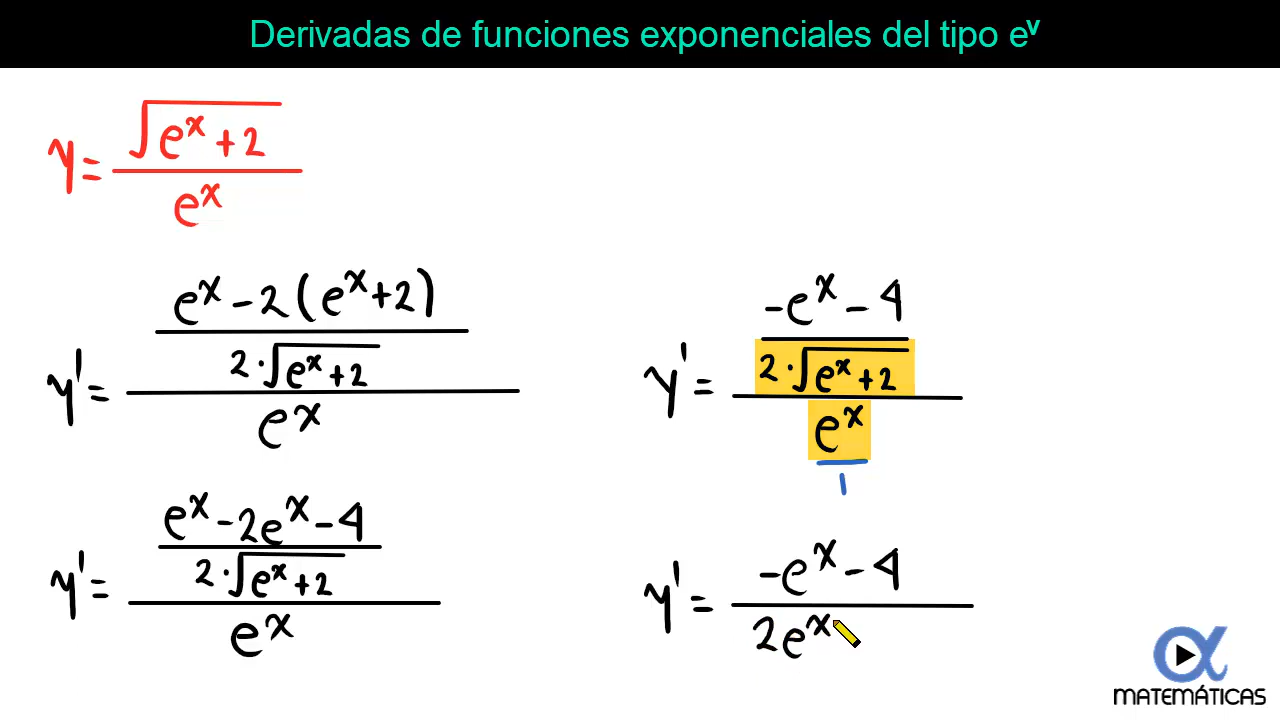 Derivadas de funciones exponenciales del tipo eᵛ
y = √(eˣ + 2) / eˣ
y' = ((eˣ - 2(eˣ + 2)) / (2·√(eˣ + 2))) / eˣ
y' = ((eˣ - 2eˣ - 4) / (2·√(eˣ + 2))) / eˣ
y' = ((-eˣ - 4) / (2·√(eˣ + 2))) / (eˣ / 1)
y' = (-eˣ - 4) / 2eˣ
MATEMÁTICAS